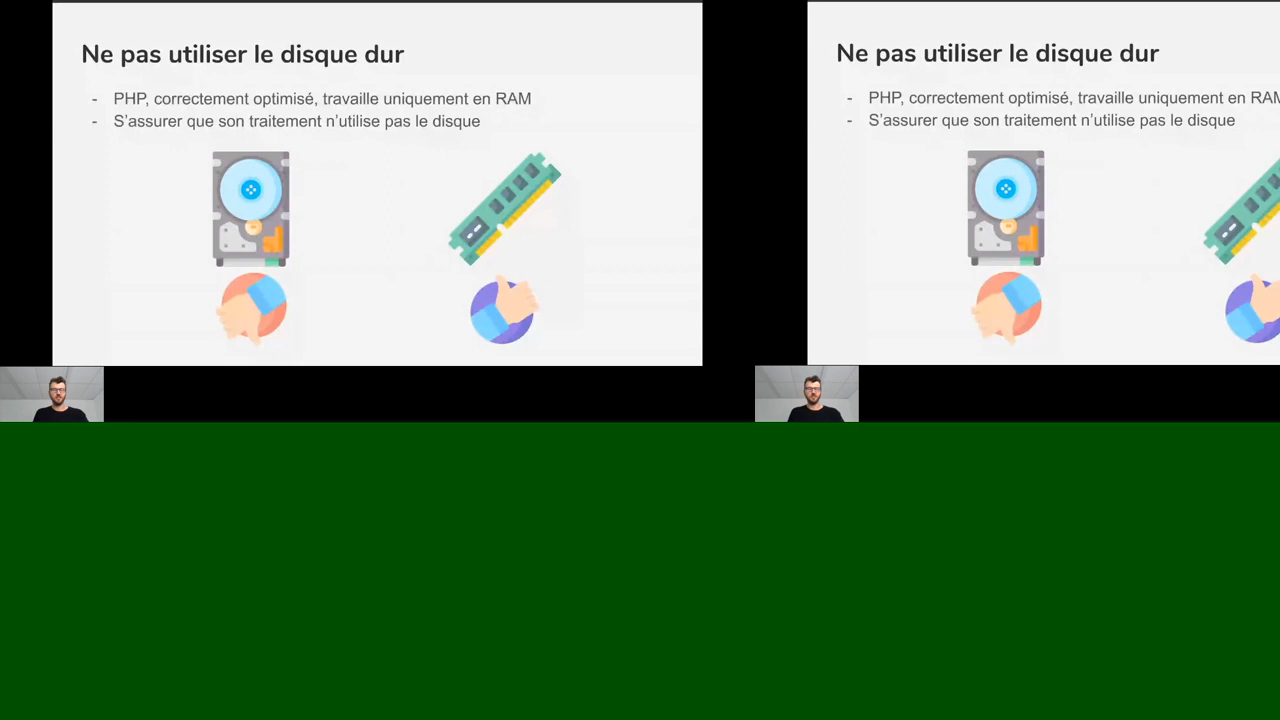 Ne pas utiliser le disque dur
- PHP, correctement optimisé, travaille uniquement en RAM
- S'assurer que son traitement n'utilise pas le disque
Ne pas utiliser le disque dur
- PHP, correctement optimisé, travaille uniquement en RAM
- S'assurer que son traitement n'utilise pas le disque